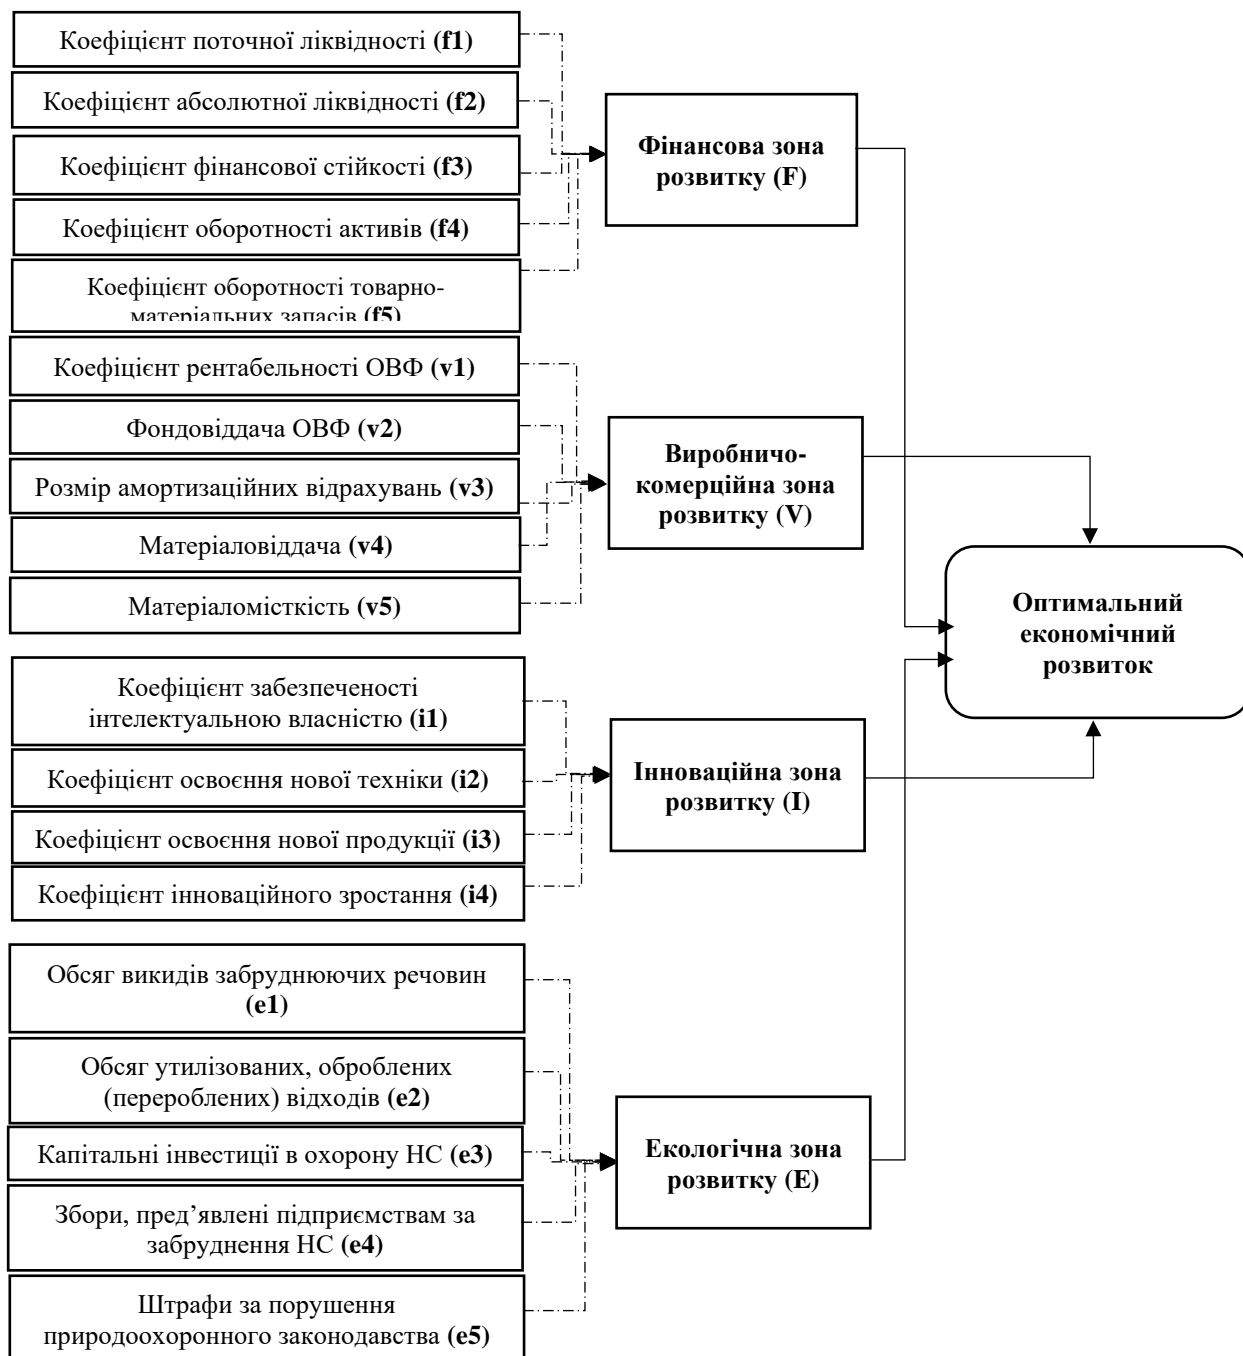 Коефіцієнт поточної ліквідності (f1)
Коефіцієнт абсолютної ліквідності (f2)
Коефіцієнт фінансової стійкості (f3)
Коефіцієнт оборотності активів (f4)
Коефіцієнт оборотності товарно-
матеріальних запасів (f5)
Фінансова зона
розвитку (F)
Коефіцієнт рентабельності ОВФ (v1)
Фондовіддача ОВФ (v2)
Розмір амортизаційних відрахувань (v3)
Матеріаловіддача (v4)
Матеріаломісткість (v5)
Виробничо-
комерційна зона
розвитку (V)
Оптимальний
економічний
розвиток
Коефіцієнт забезпеченості
інтелектуальною власністю (i1)
Коефіцієнт освоєння нової техніки (i2)
Коефіцієнт освоєння нової продукції (i3)
Коефіцієнт інноваційного зростання (i4)
Інноваційна зона
розвитку (I)
Обсяг викидів забруднюючих речовин
(e1)
Обсяг утилізованих, оброблених
(перероблених) відходів (e2)
Капітальні інвестиції в охорону НС (e3)
Збори, пред’явлені підприємствам за
забруднення НС (e4)
Штрафи за порушення
природоохоронного законодавства (e5)
Екологічна зона
розвитку (E)